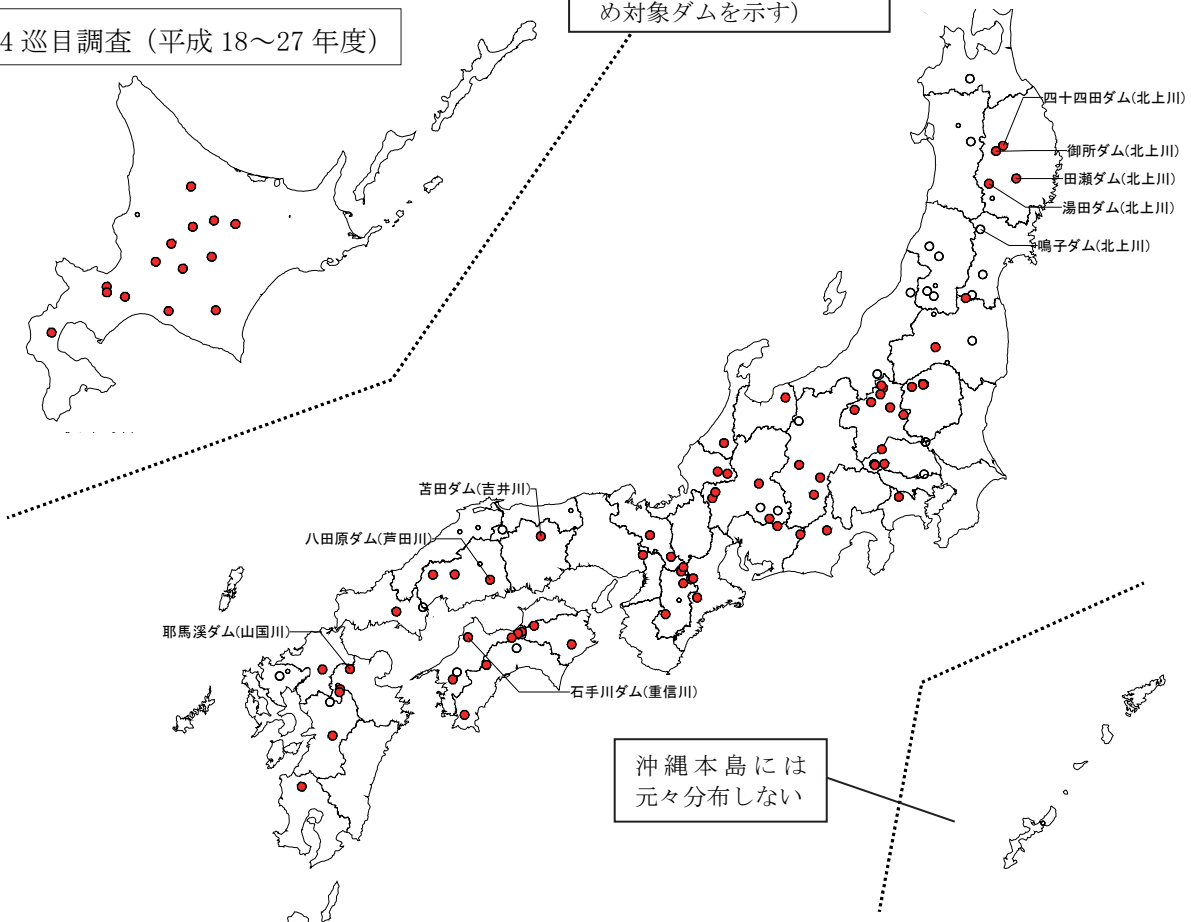 め対象ダムを示す)
4 巡目調査（平成 18～27 年度）
四十四田ダム(北上川)
御所ダム(北上川)
田瀬ダム(北上川)
湯田ダム(北上川)
鳴子ダム(北上川)
苫田ダム(吉井川)
八田原ダム(芦田川)
耶馬溪ダム(山国川)
石手川ダム(重信川)
沖縄本島には
元々分布しない